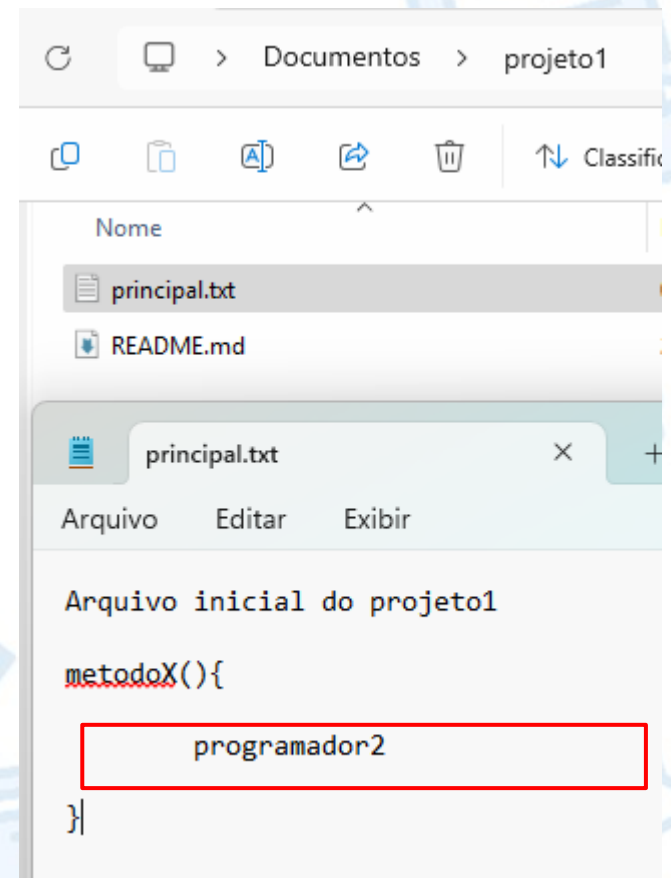 Documentos > projeto1
Classific
Nome
principal.txt
README.md
principal.txt
Arquivo Editar Exibir
Arquivo inicial do projeto1
metodoX(){
programador2
}